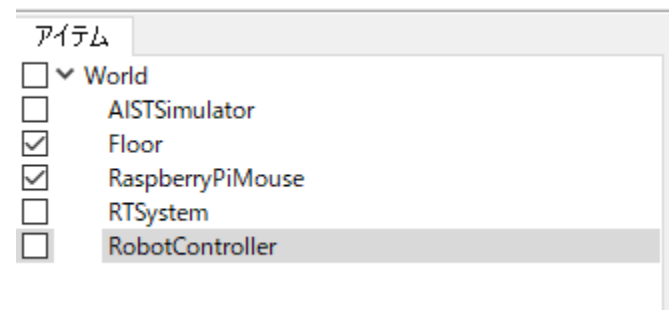 アイテム
World
AISTSimulator
Floor
RaspberryPiMouse
RTSystem
RobotController